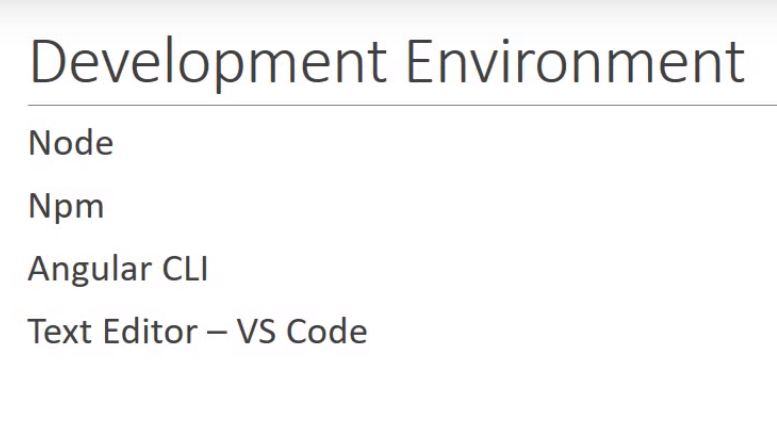 Development Environment
Node
Npm
Angular CLI
Text Editor – VS Code